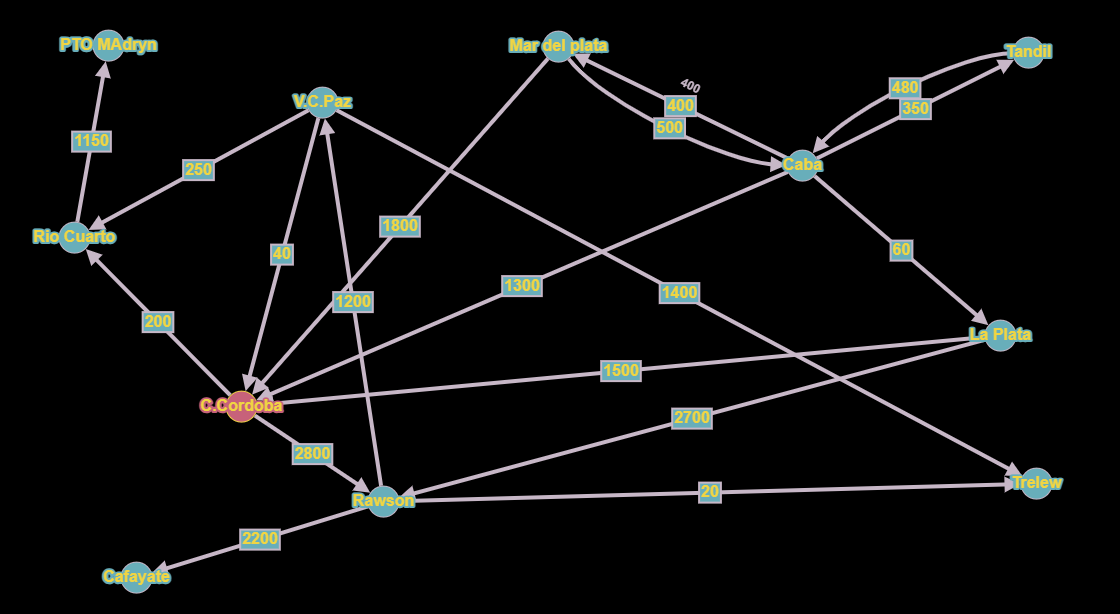 PTO MAdryn
Mar del plata
Tandil
400
480
V.C.Paz
400
350
500
1150
Caba
250
1800
Rio Cuarto
40
60
1300
1400
1200
200
La Plata
1500
C.Cordoba
2700
2800
Trelew
20
Rawson
2200
Cafayate